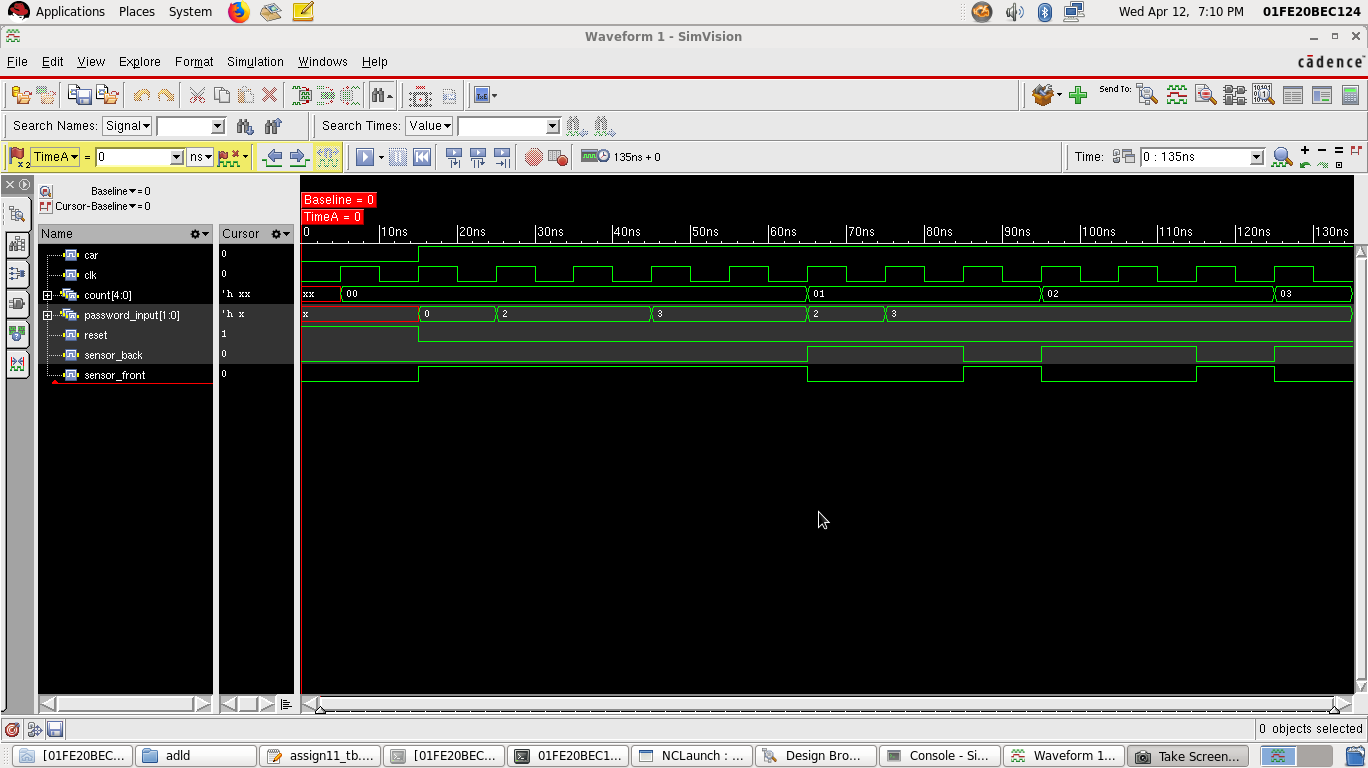 Applications Places System Wed Apr 12, 7:10 PM 01FE20BEC124
Waveform 1 - SimVision
File Edit View Explore Format Simulation Windows Help cādence
Send To:
Search Names: Signal Search Times: Value
x2 TimeA = 0 ns 135ns + 0 Time: 0 : 135ns
Baseline = 0
Cursor-Baseline = 0
Baseline = 0
TimeA = 0
Name Cursor 0 10ns 20ns 30ns 40ns 50ns 60ns 70ns 80ns 90ns 100ns 110ns 120ns 130ns
car 0
clk 0
count[4:0] 'h xx xx 00 01 02 03
password_input[1:0] 'h x x 0 2 3 2 3
reset 1
sensor_back 0
sensor_front 0
0 objects selected
[01FE20BEC... adld assign11_tb.... [01FE20BEC... 01FE20BEC1... NCLaunch : ... Design Bro... Console - Si... Waveform 1... Take Screen...